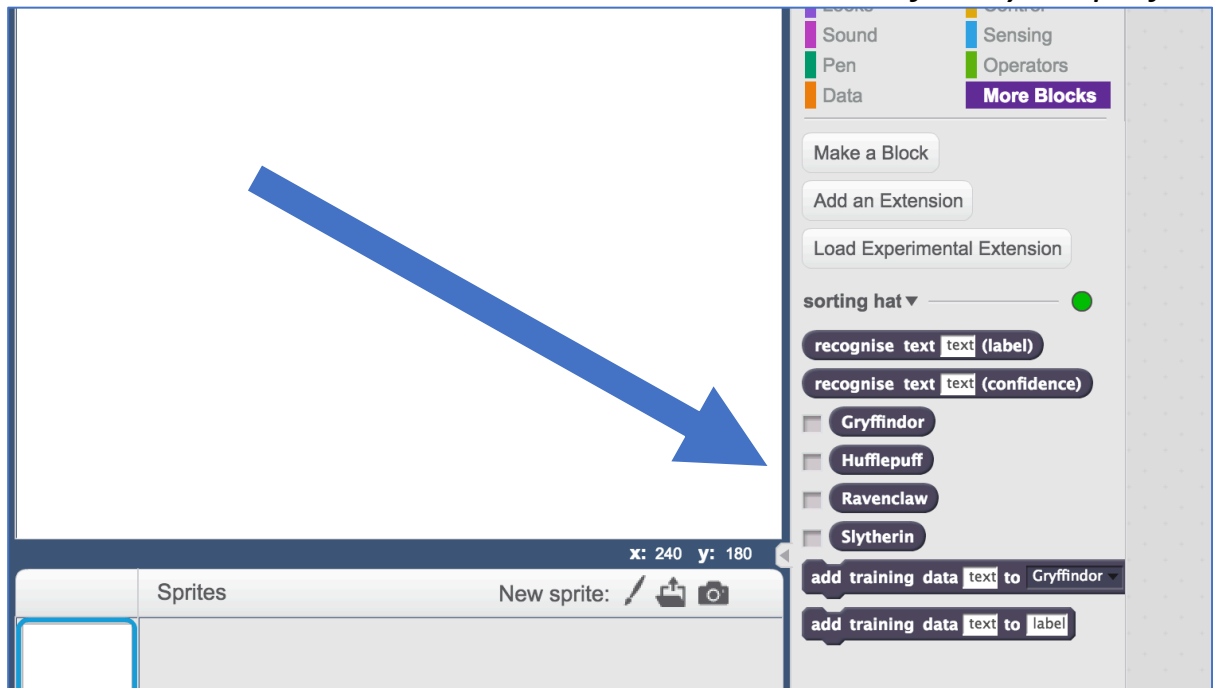 Sound Sensing
Pen Operators
Data More Blocks
Make a Block
Add an Extension
Load Experimental Extension
sorting hat
recognise text text (label)
recognise text text (confidence)
Gryffindor
Hufflepuff
Ravenclaw
Slytherin
add training data text to Gryffindor
add training data text to label
x: 240 y: 180
Sprites New sprite: